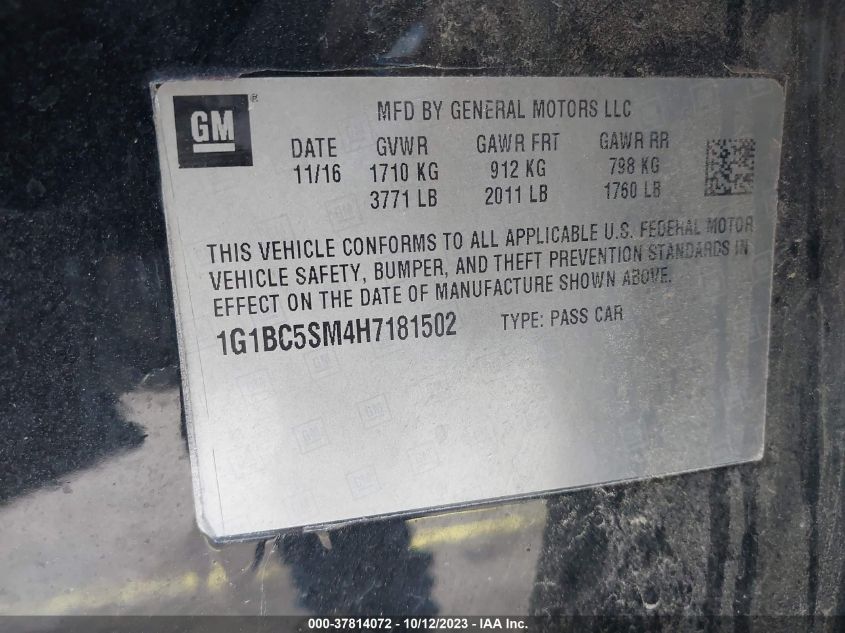 GM®
MFD BY GENERAL MOTORS LLC
DATE GVWR GAWR FRT GAWR RR
11/16 1710 KG 912 KG 798 KG
3771 LB 2011 LB 1760 LB
THIS VEHICLE CONFORMS TO ALL APPLICABLE U.S. FEDERAL MOTOR
VEHICLE SAFETY, BUMPER, AND THEFT PREVENTION STANDARDS IN
EFFECT ON THE DATE OF MANUFACTURE SHOWN ABOVE.
1G1BC5SM4H7181502 TYPE: PASS CAR
GM
GM
GM
000-37814072 - 10/12/2023 - IAA Inc.